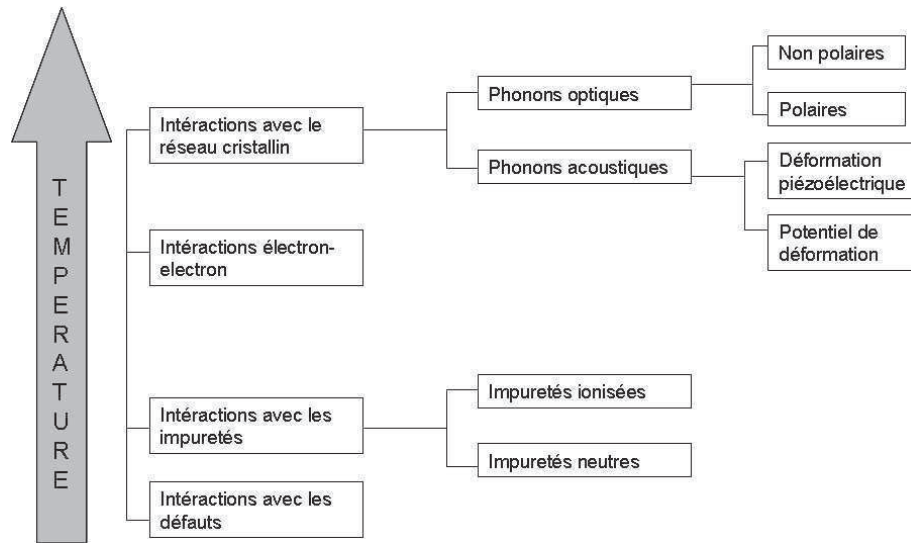 TEMPERATURE
Intéractions avec le
réseau cristallin
Phonons optiques
Non polaires
Polaires
Phonons acoustiques
Déformation
piézoélectrique
Potentiel de
déformation
Intéractions électron-
electron
Intéractions avec les
impuretés
Impuretés ionisées
Impuretés neutres
Intéractions avec les
défauts